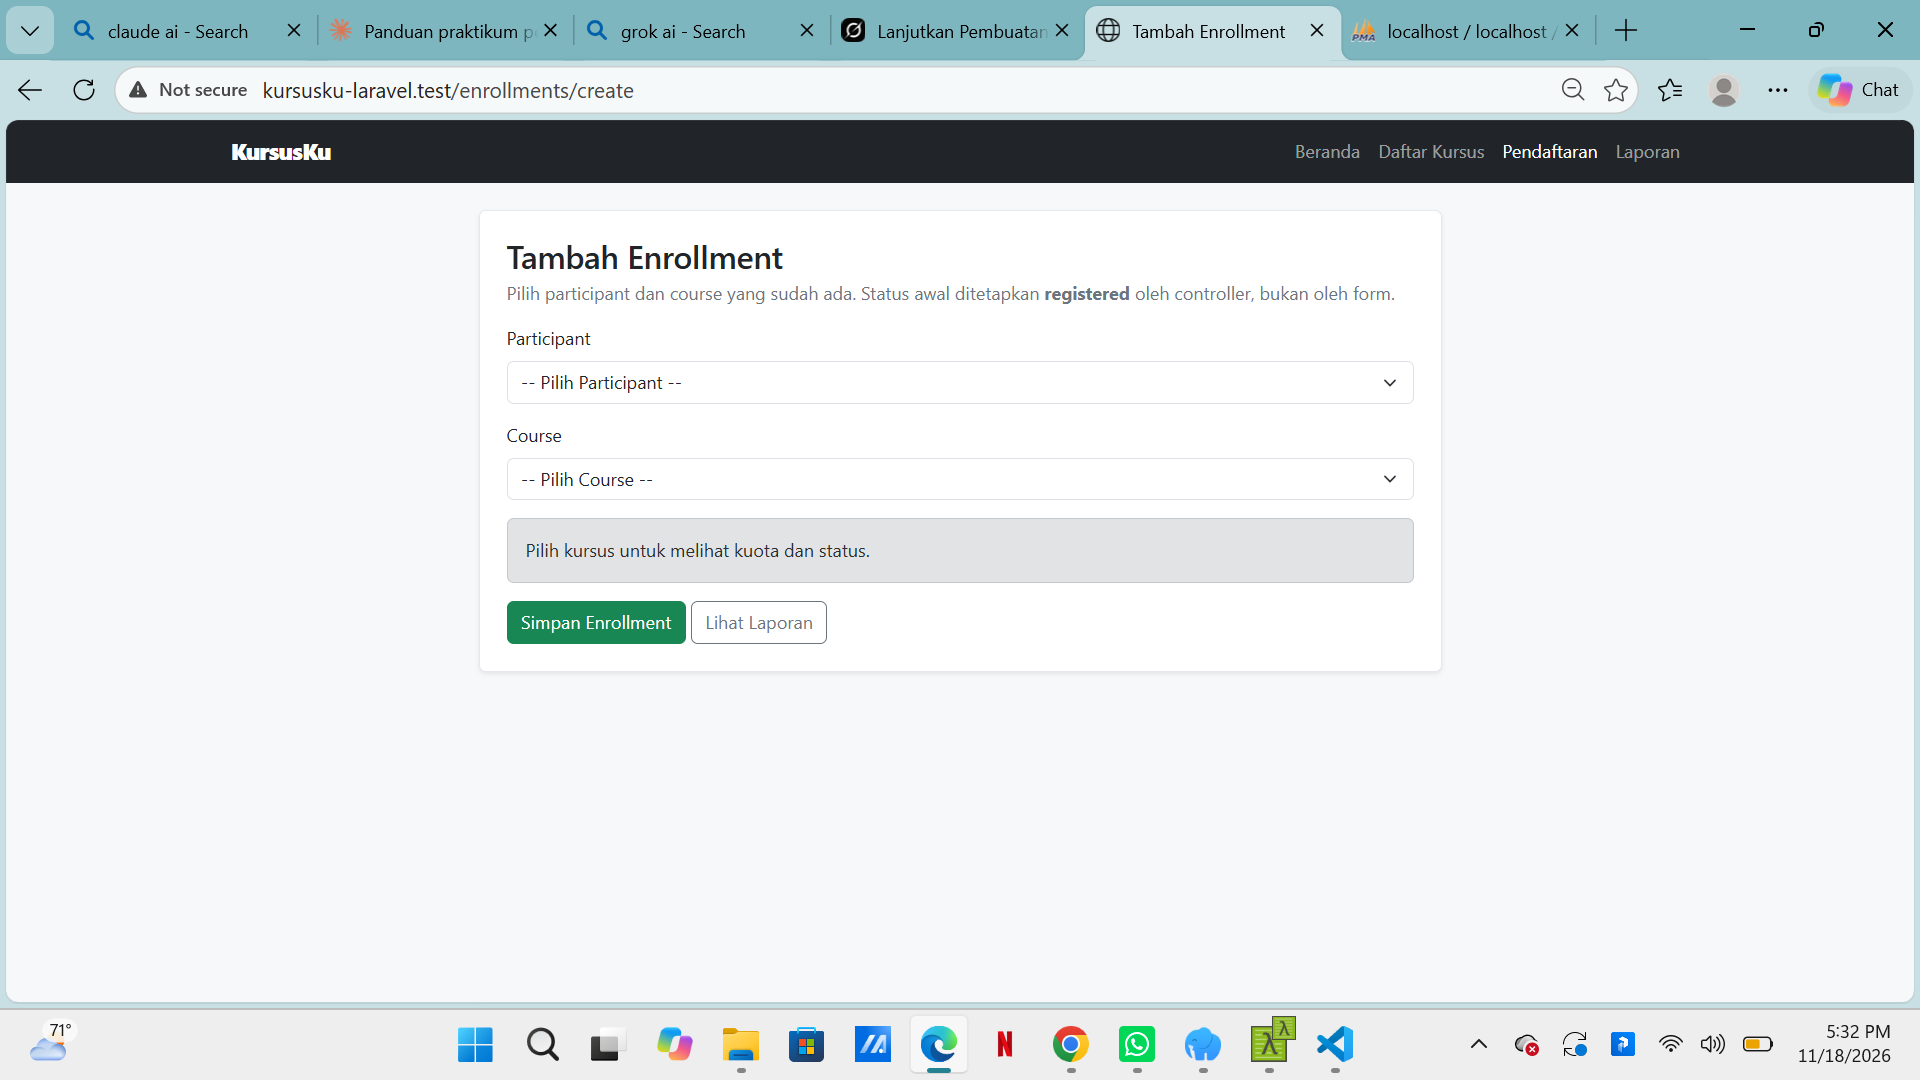 claude ai - Search
Panduan praktikum p
grok ai - Search
Lanjutkan Pembuatan
Tambah Enrollment
localhost / localhost /
Not secure
kursusku-laravel.test/enrollments/create
Chat
KursusKu
Beranda
Daftar Kursus
Pendaftaran
Laporan
Tambah Enrollment
Pilih participant dan course yang sudah ada. Status awal ditetapkan registered oleh controller, bukan oleh form.
Participant
-- Pilih Participant --
Course
-- Pilih Course --
Pilih kursus untuk melihat kuota dan status.
Simpan Enrollment
Lihat Laporan
71°
5:32 PM
11/18/2026